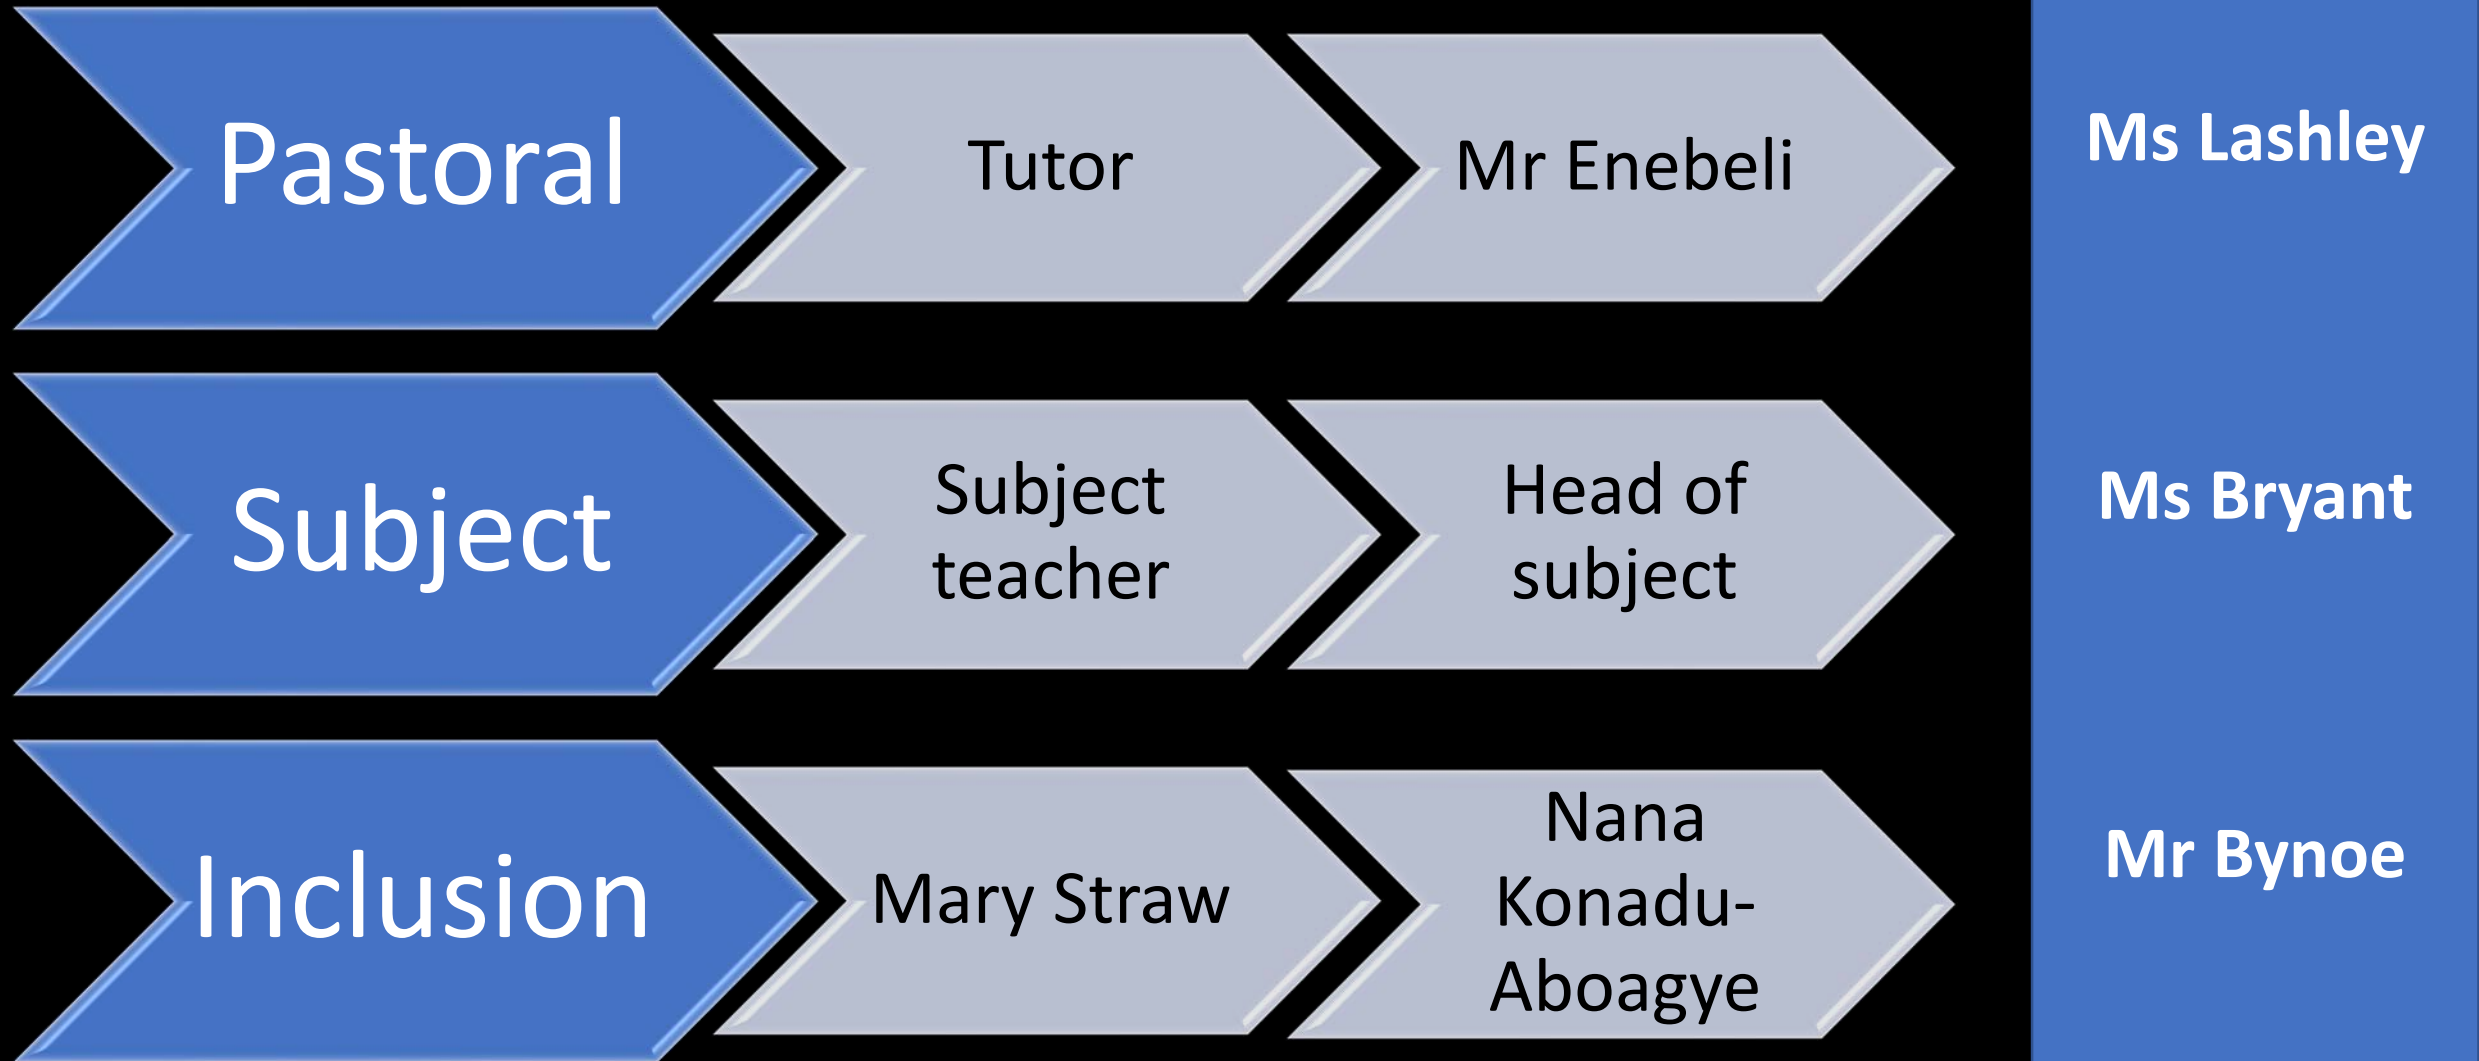 Pastoral
Tutor
Mr Enebeli
Ms Lashley
Subject
Subject
teacher
Head of
subject
Ms Bryant
Inclusion
Mary Straw
Nana
Konadu-
Aboagye
Mr Bynoe